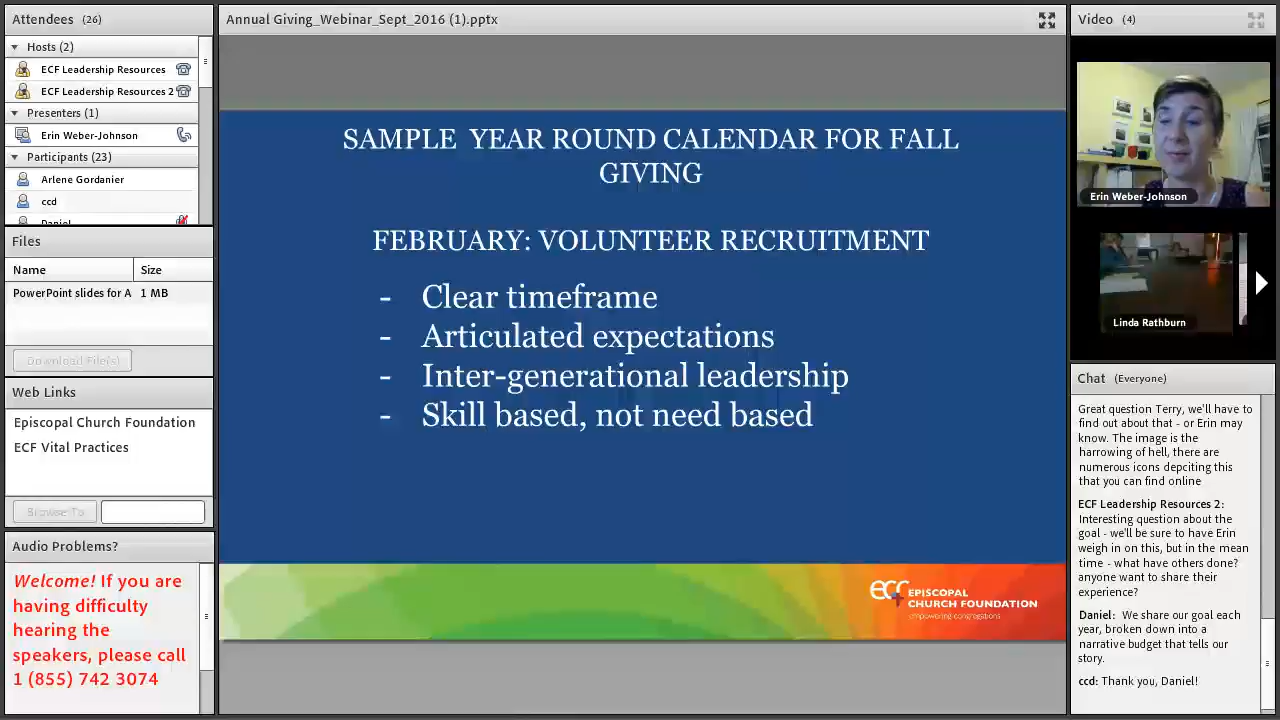 Attendees (26)
Hosts (2)
ECF Leadership Resources
ECF Leadership Resources 2
Presenters (1)
Erin Weber-Johnson
Participants (23)
Arlene Gordanier
ccd
Daniel
Files
Name Size
PowerPoint slides for A 1 MB
Download File(s)
Web Links
Episcopal Church Foundation
ECF Vital Practices
Browse To
Audio Problems?
Welcome! If you are
having difficulty
hearing the
speakers, please call
1 (855) 742 3074
Annual Giving_Webinar_Sept_2016 (1).pptx
SAMPLE YEAR ROUND CALENDAR FOR FALL
GIVING
FEBRUARY: VOLUNTEER RECRUITMENT
- Clear timeframe
- Articulated expectations
- Inter-generational leadership
- Skill based, not need based
ecf EPISCOPAL
CHURCH FOUNDATION
empowering congregations
Video (4)
Erin Weber-Johnson
Linda Rathburn
Chat (Everyone)
Great question Terry, we'll have to
find out about that - or Erin may
know. The image is the
harrowing of hell, there are
numerous icons depciting this
that you can find online
ECF Leadership Resources 2:
Interesting question about the
goal - we'll be sure to have Erin
weigh in on this, but in the mean
time - what have others done?
anyone want to share their
experience?
Daniel: We share our goal each
year, broken down into a
narrative budget that tells our
story.
ccd: Thank you, Daniel!